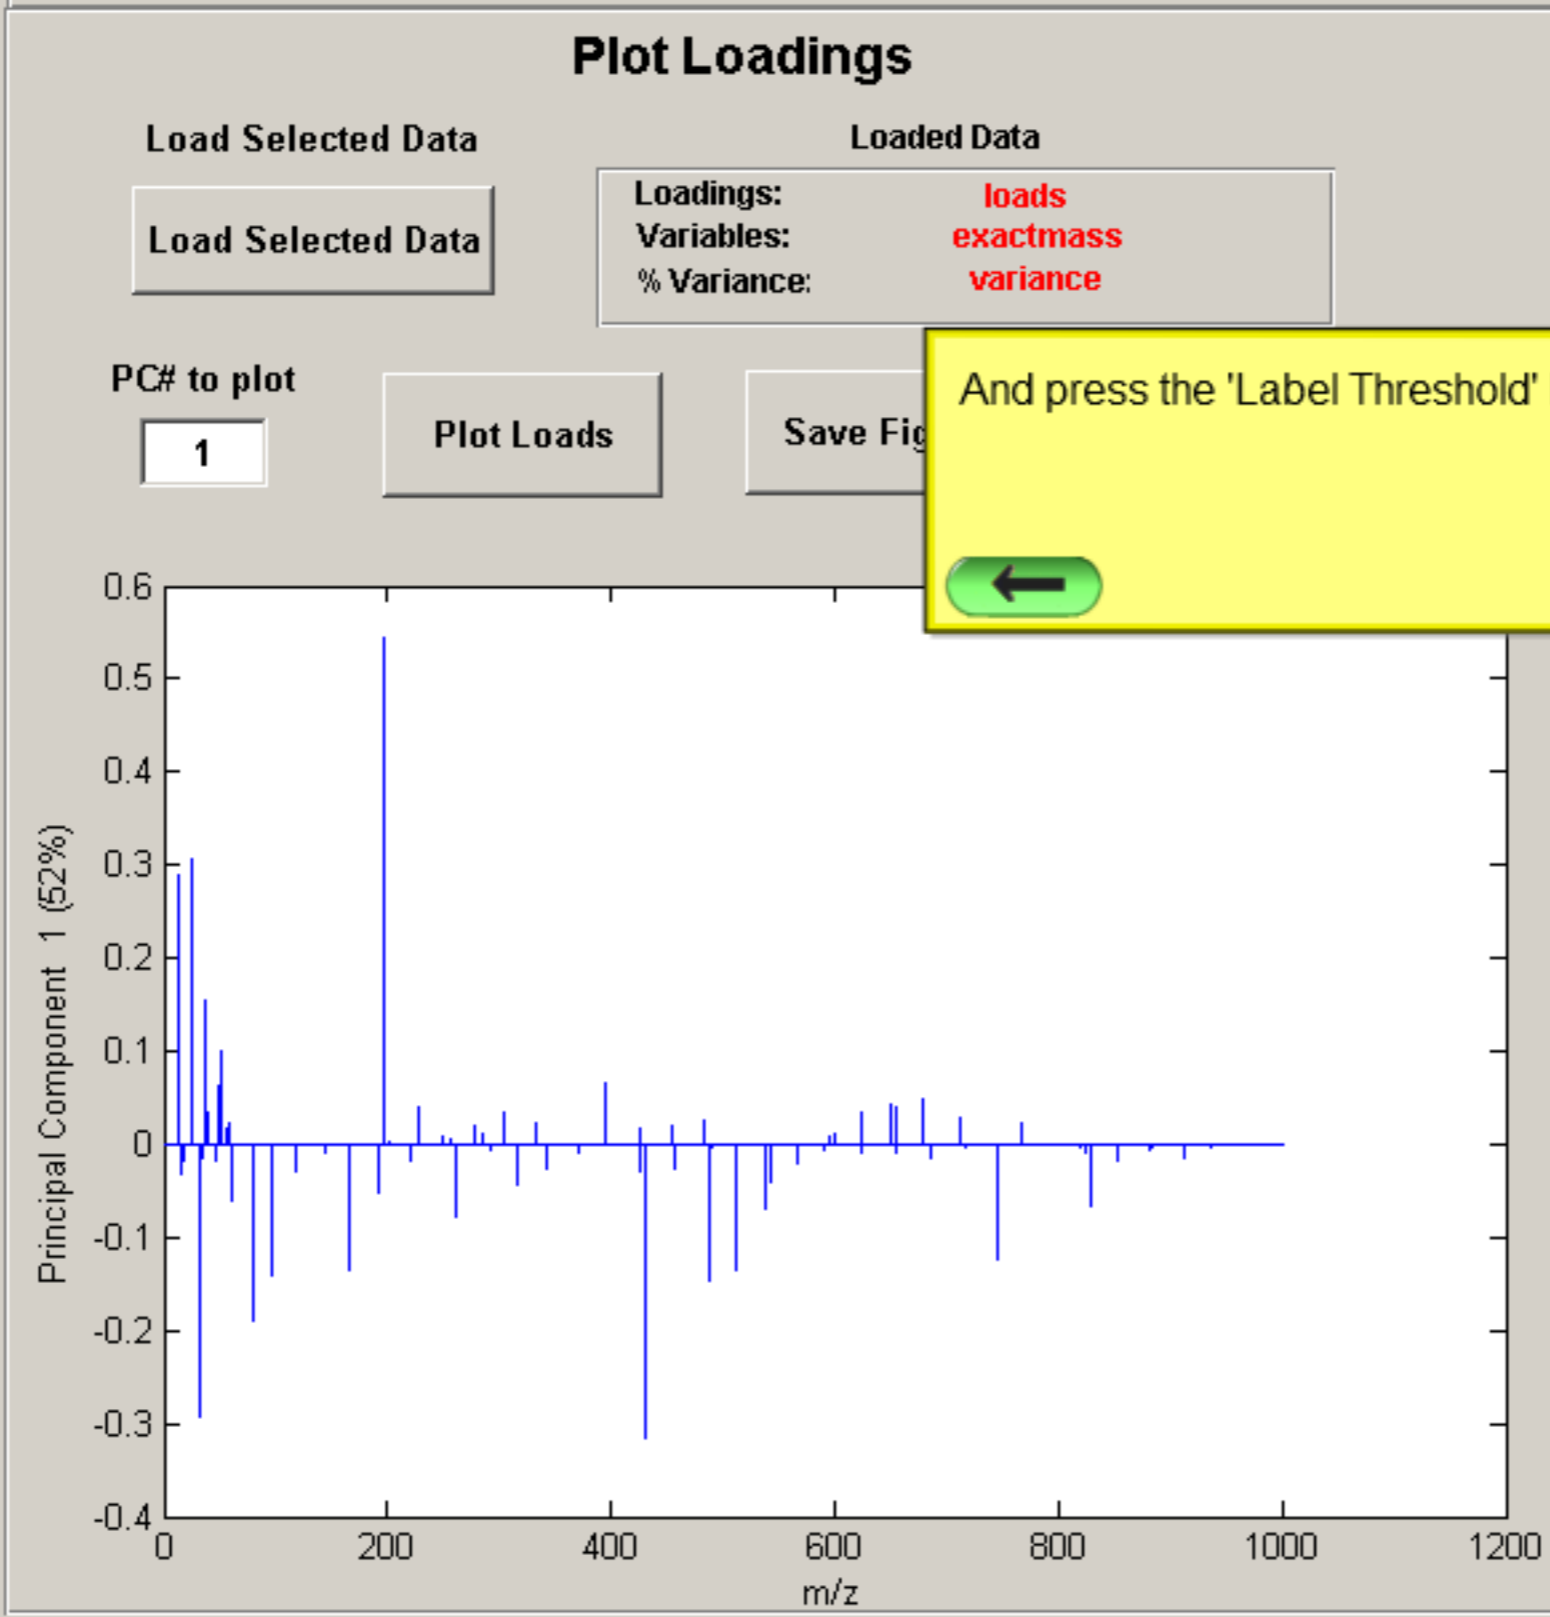 Plot Loadings
Load Selected Data
Loaded Data
Load Selected Data
Loadings: loads
Variables: exactmass
% Variance: variance
PC# to plot
1
Plot Loads
Save Fig
And press the 'Label Threshold'
0.6
0.5
0.4
0.3
0.2
0.1
0
-0.1
-0.2
-0.3
-0.4
Principal Component 1 (52%)
0 200 400 600 800 1000 1200
m/z